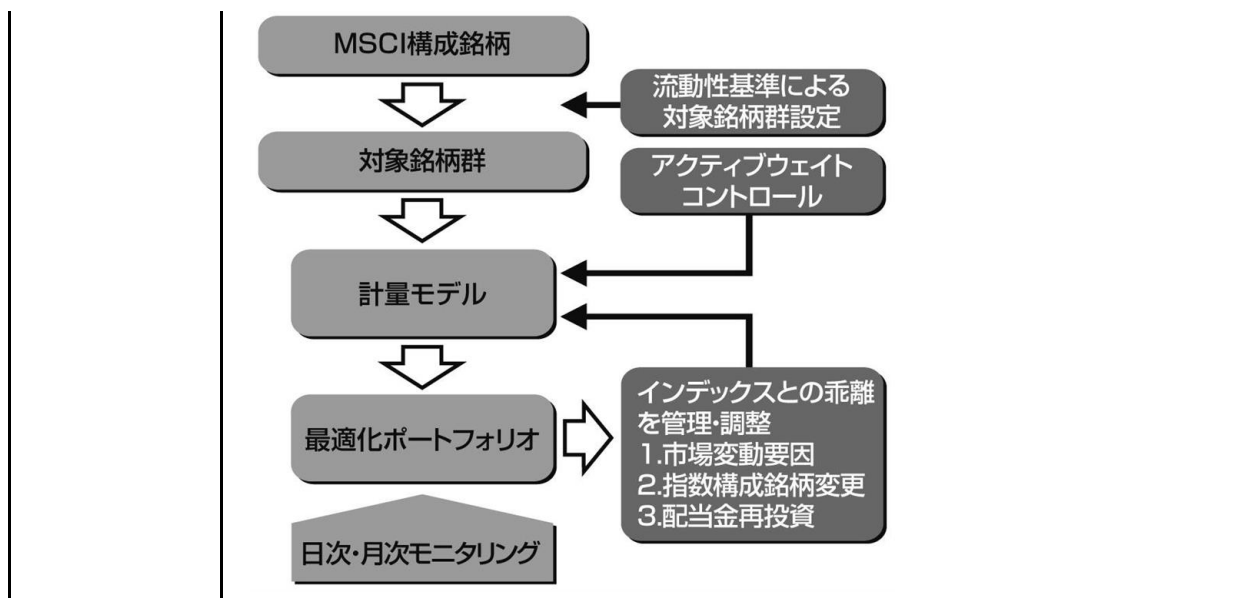 MSCI構成銘柄
流動性基準による
対象銘柄群設定
対象銘柄群
アクティブウェイト
コントロール
計量モデル
最適化ポートフォリオ
インデックスとの乖離
を管理・調整
1.市場変動要因
2.指数構成銘柄変更
3.配当金再投資
日次・月次モニタリング